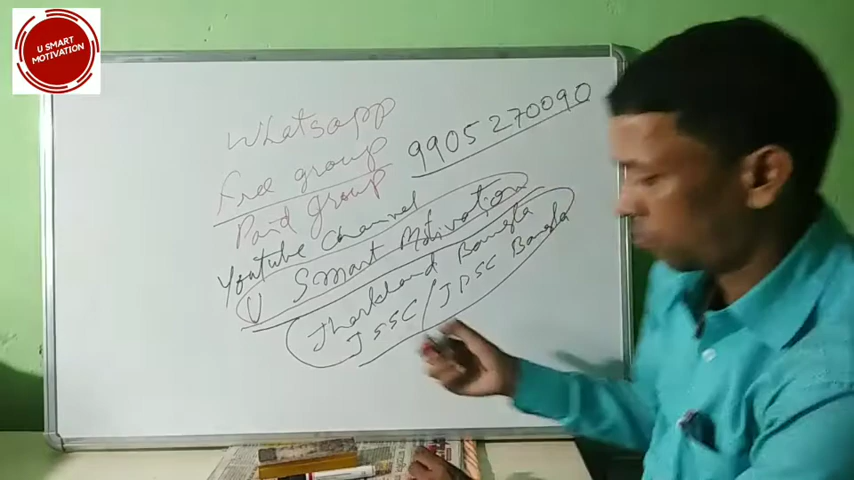 U SMART
MOTIVATION
WhatsApp
Free group
Paid group
9905270090
Youtube Channel
U Smart Motivation
Jharkhand Bangla
JSSC/JPSC Bangla